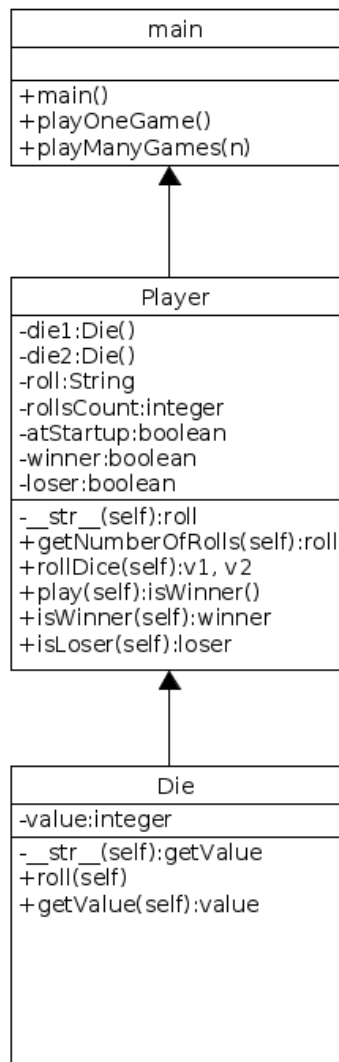 main
+main()
+playOneGame()
+playManyGames(n)
Player
-die1:Die()
-die2:Die()
-roll:String
-rollsCount:integer
-atStartup:boolean
-winner:boolean
-loser:boolean
-__str__(self):roll
+getNumberOfRolls(self):roll
+rollDice(self):v1, v2
+play(self):isWinner()
+isWinner(self):winner
+isLoser(self):loser
Die
-value:integer
-__str__(self):getValue
+roll(self)
+getValue(self):value